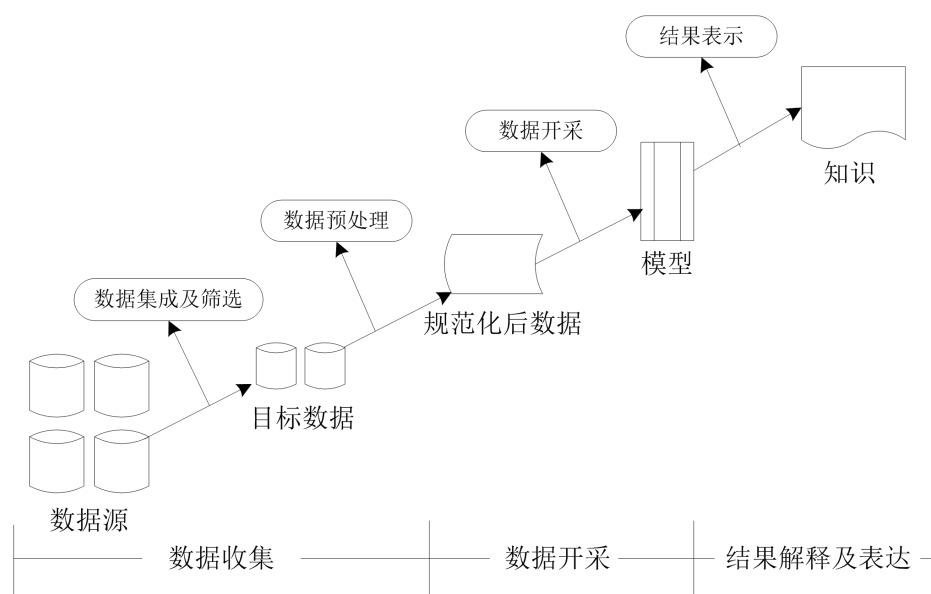 结果表示
知识
数据开采
模型
数据预处理
规范化后数据
数据集成及筛选
目标数据
数据源
数据收集
数据开采
结果解释及表达